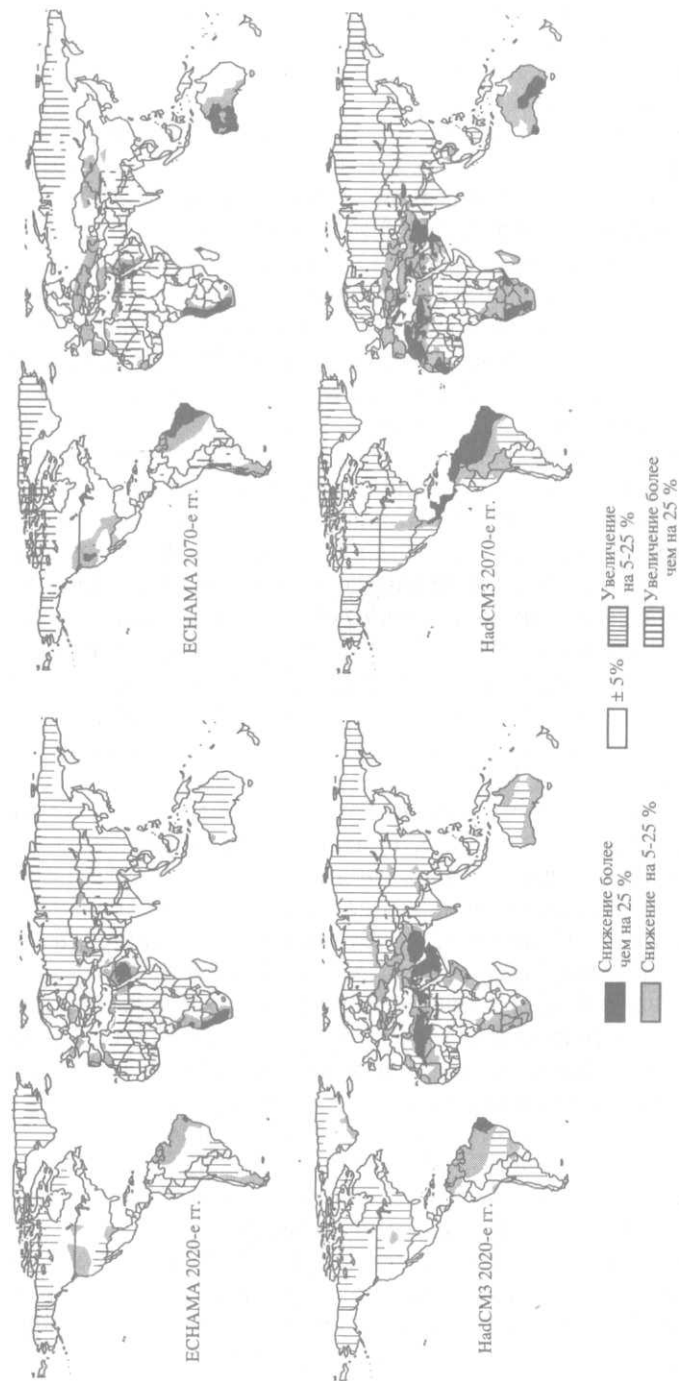 ECHAMA 2020-е гг.
ECHAMA 2070-е гг.
HadCM3 2020-е гг.
HadCM3 2070-е гг.
Снижение более
чем на 25 %
Снижение на 5-25 %
± 5 %
Увеличение
на 5-25 %
Увеличение более
чем на 25 %